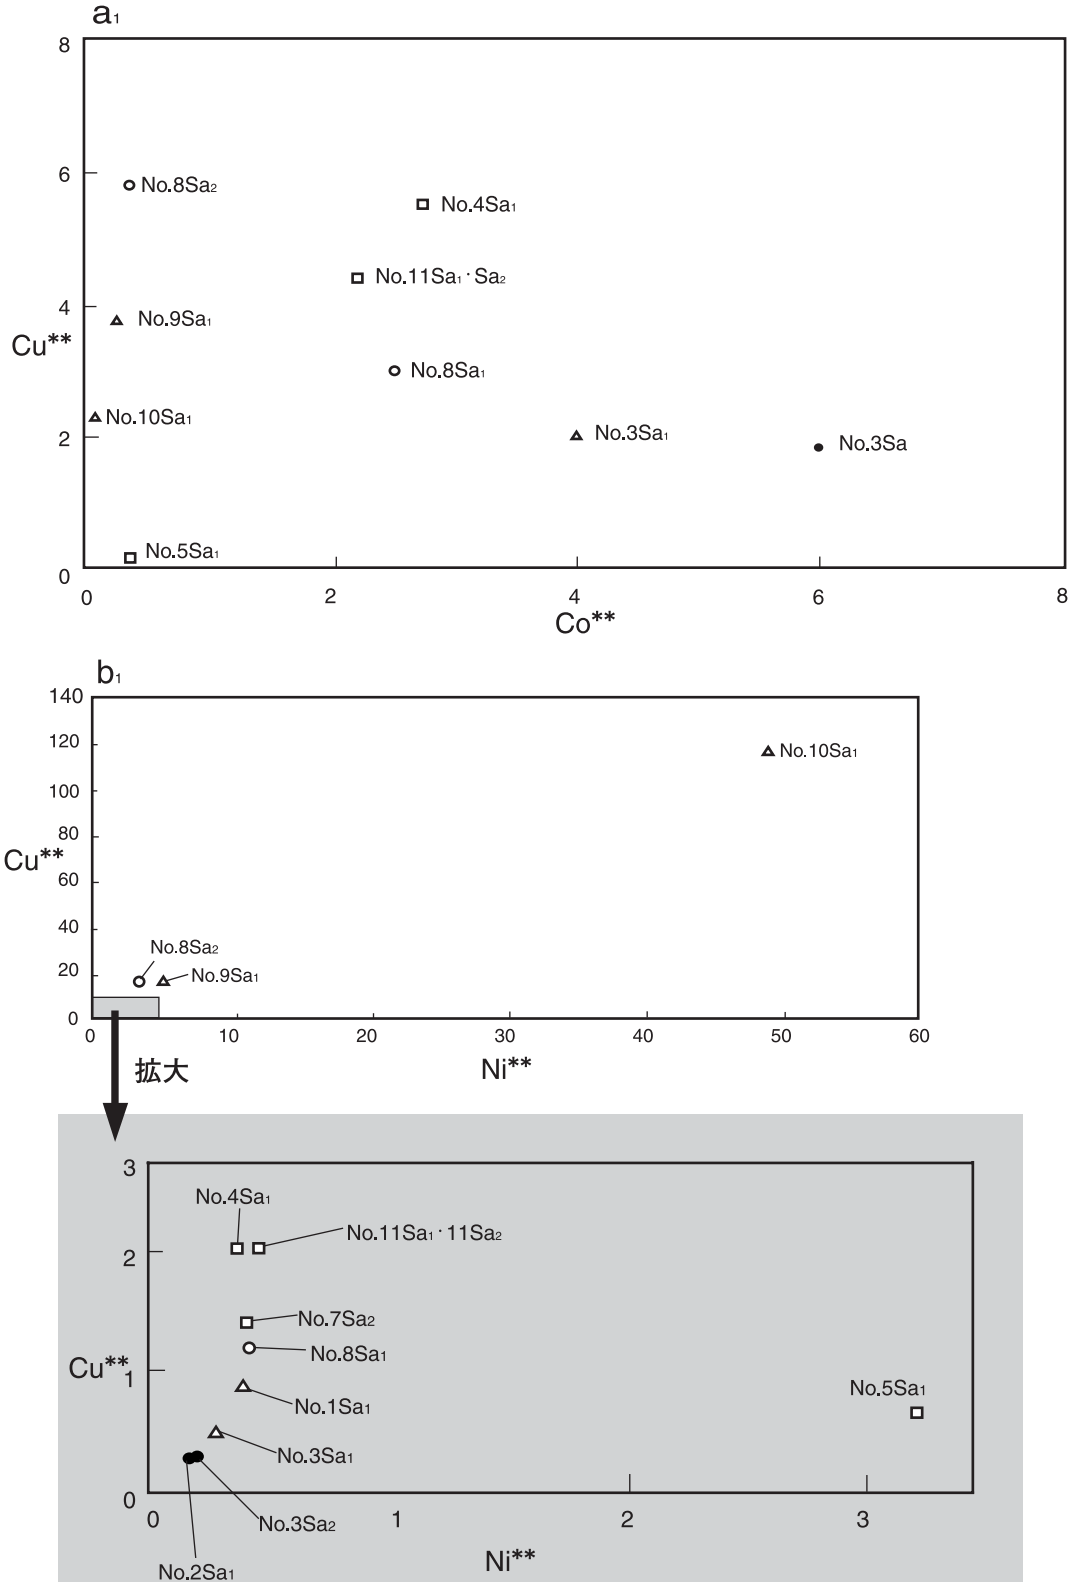 a₁
8
6
No.8Sa₂
No.4Sa₁
No.11Sa₁・Sa₂
4
No.9Sa₁
Cu**
No.8Sa₁
No.10Sa₁
2
No.3Sa₁
No.3Sa
No.5Sa₁
0
0 2 4 6 8
Co**
b₁
140
120
No.10Sa₁
100
80
Cu**
60
40
No.8Sa₂
20
No.9Sa₁
0
0 10 20 30 40 50 60
拡大
Ni**
3
No.4Sa₁
No.11Sa₁・11Sa₂
2
No.7Sa₂
No.8Sa₁
Cu**
1
No.5Sa₁
No.1Sa₁
No.3Sa₁
0
0 1 2 3
No.3Sa₂
Ni**
No.2Sa₁